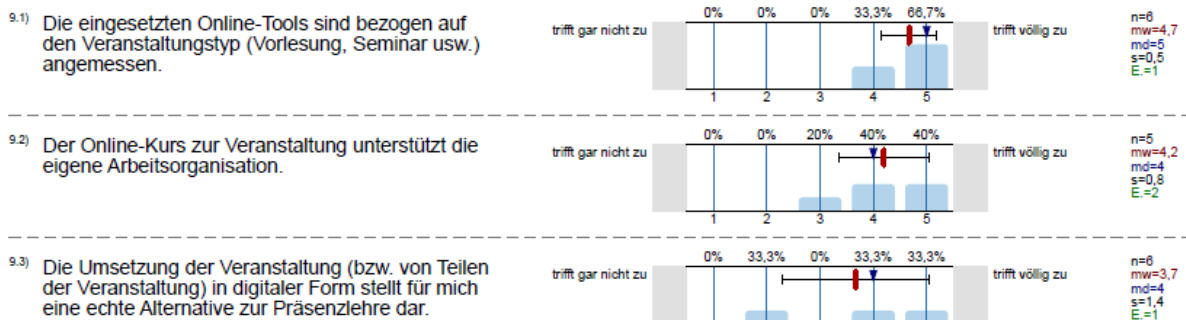 9.1) Die eingesetzten Online-Tools sind bezogen auf
den Veranstaltungstyp (Vorlesung, Seminar usw.)
angemessen.
trifft gar nicht zu
0% 0% 0% 33,3% 66,7%
1 2 3 4 5
trifft völlig zu
n=6
mw=4,7
md=5
s=0,5
E.=1
9.2) Der Online-Kurs zur Veranstaltung unterstützt die
eigene Arbeitsorganisation.
trifft gar nicht zu
0% 0% 20% 40% 40%
1 2 3 4 5
trifft völlig zu
n=5
mw=4,2
md=4
s=0,8
E.=2
9.3) Die Umsetzung der Veranstaltung (bzw. von Teilen
der Veranstaltung) in digitaler Form stellt für mich
eine echte Alternative zur Präsenzlehre dar.
trifft gar nicht zu
0% 33,3% 0% 33,3% 33,3%
trifft völlig zu
n=6
mw=3,7
md=4
s=1,4
E.=1